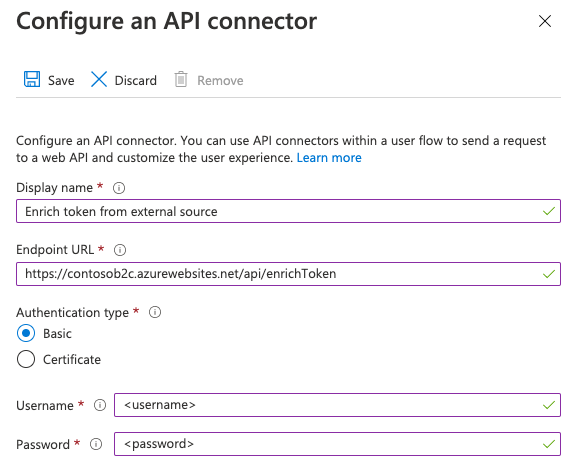 Configure an API connector
Save Discard Remove
Configure an API connector. You can use API connectors within a user flow to send a request
to a web API and customize the user experience. Learn more
Display name *
Enrich token from external source
Endpoint URL *
https://contosob2c.azurewebsites.net/api/enrichToken
Authentication type *
Basic
Certificate
Username * <username>
Password * <password>